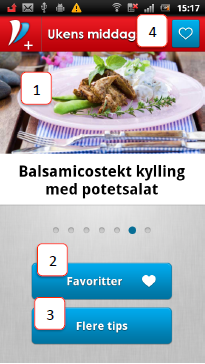 15:17
Ukens middag
4
1
Balsamicostekt kylling
med potetsalat
2
Favoritter
3
Flere tips